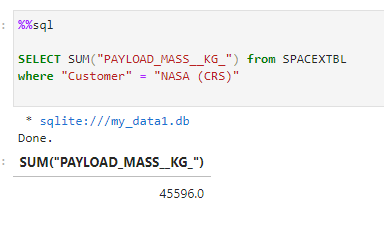 %%sql
SELECT SUM("PAYLOAD_MASS__KG_") from SPACEXTBL
where "Customer" = "NASA (CRS)"
* sqlite:///my_data1.db
Done.
: SUM("PAYLOAD_MASS__KG_")
45596.0